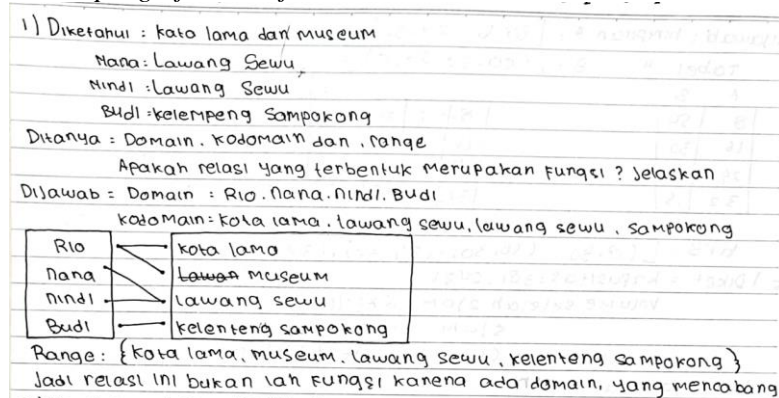 1) Diketahui : kota lama dan museum
Nana : Lawang Sewu
Nindi : Lawang Sewu
Budi : kelempeng Sampokong
Ditanya = Domain. kodomain dan, range
Apakah relasi yang terbentuk merupakan fungsi ? Jelaskan
Dijawab = Domain : Rio. nana. nindi. Budi
kodomain = kota lama. lawang sewu, lawang sewu, sampokong
Rio kota lama
nana Lawan museum
nindi lawang sewu
Budi kelenteng sampokong
Range : {kota lama, museum. lawang sewu, kelenteng sampokong}
Jadi relasi ini bukan lah fungsi karena ada domain, yang mencabang